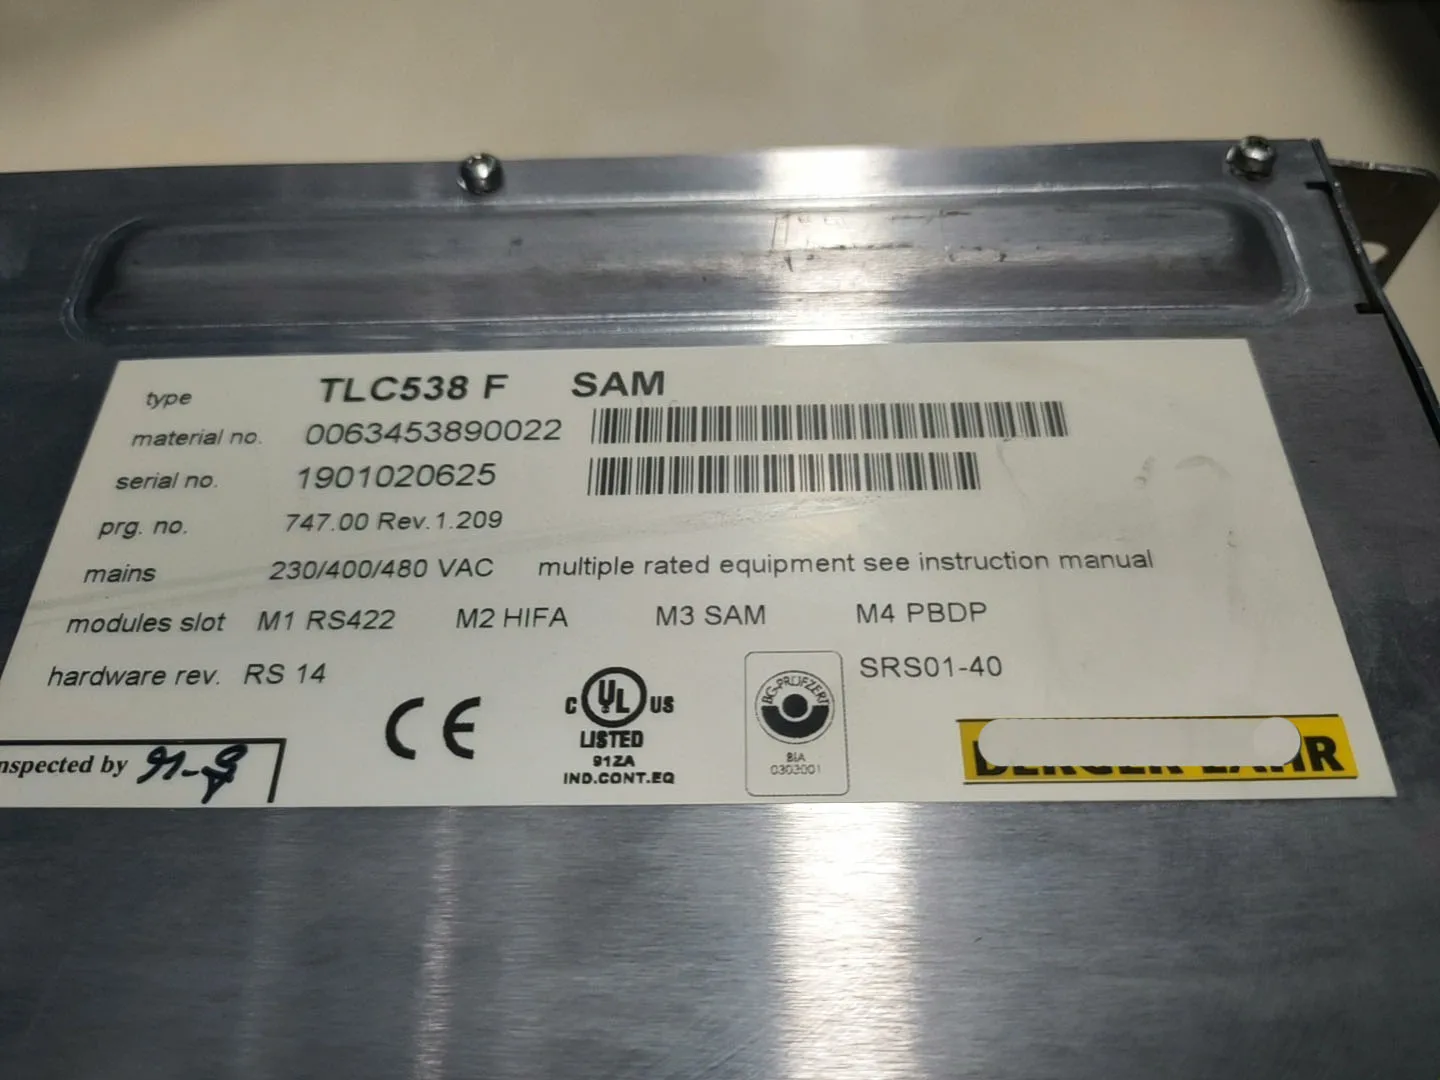 type TLC538 F SAM
material no. 0063453890022
serial no. 1901020625
prg. no. 747.00 Rev.1.209
mains 230/400/480 VAC multiple rated equipment see instruction manual
modules slot M1 RS422 M2 HIFA M3 SAM M4 PBDP
hardware rev. RS 14 SRS01-40
CE
C UL US
LISTED
91ZA
IND.CONT.EQ
BG-PRÜFZERT
BIA
0303001
nspected by